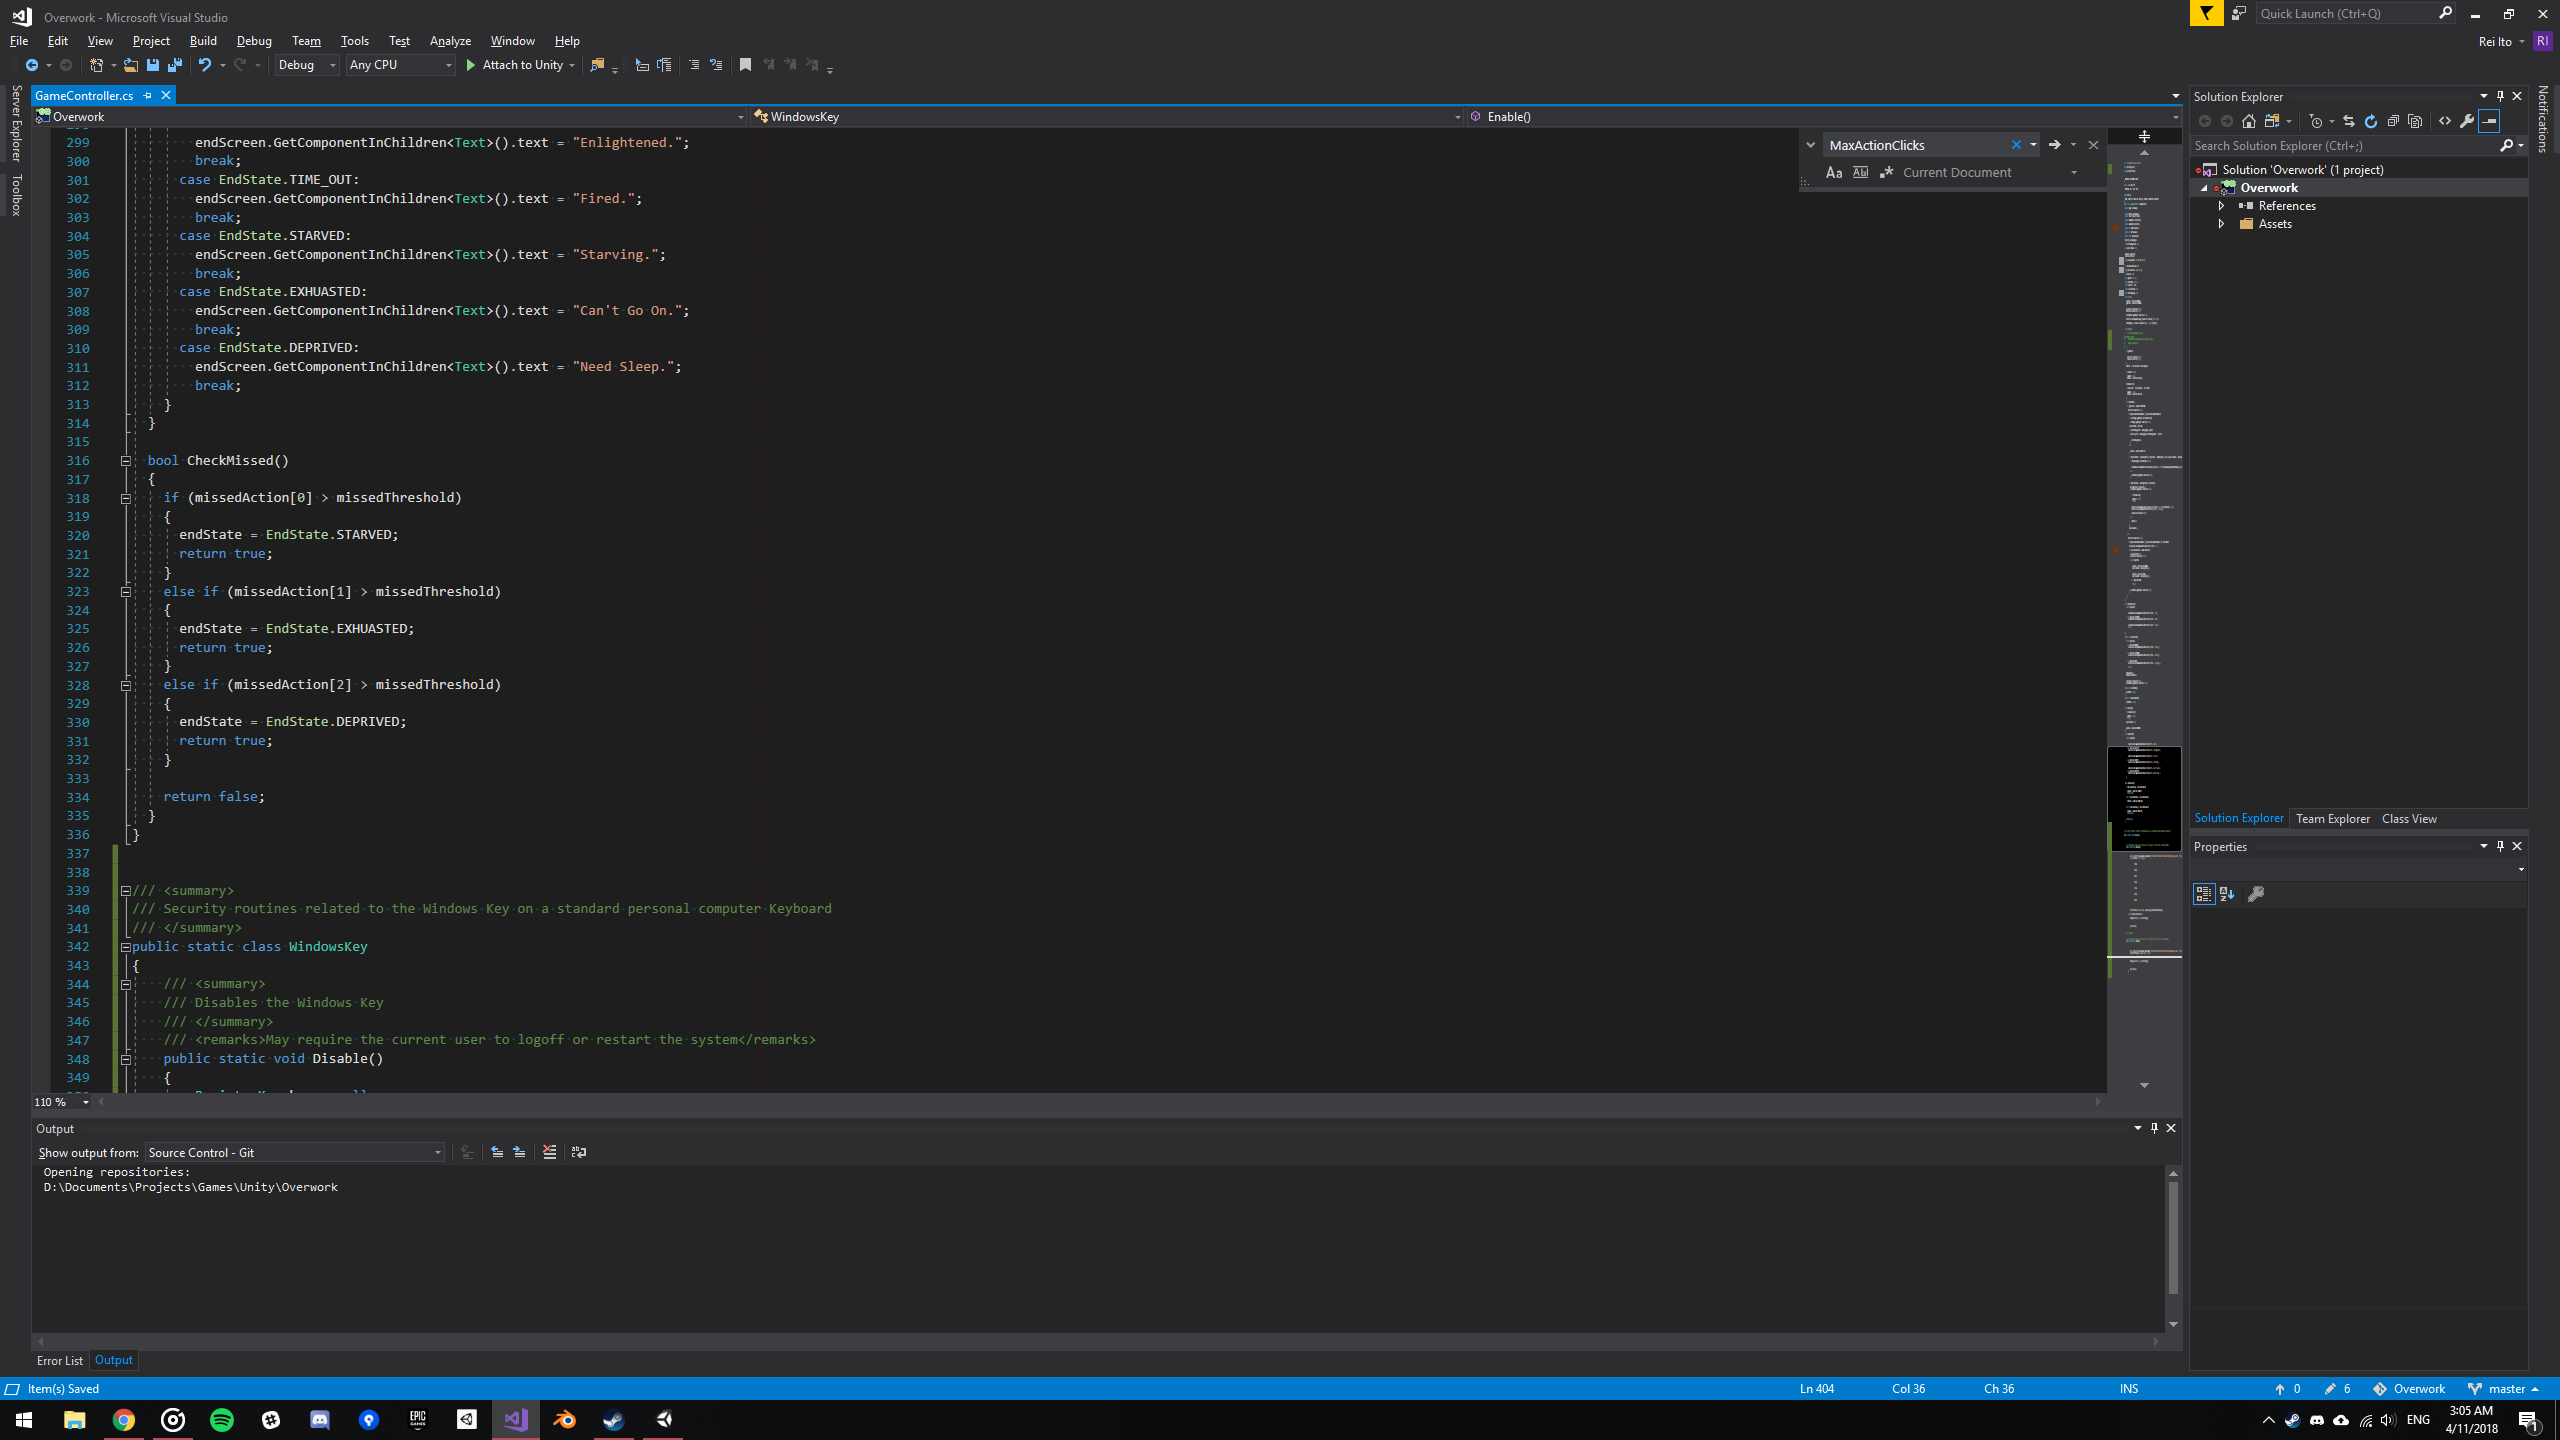 Overwork - Microsoft Visual Studio
Quick Launch (Ctrl+Q)
File Edit View Project Build Debug Team Tools Test Analyze Window Help
Rei Ito RI
Debug Any CPU Attach to Unity
Server Explorer
Toolbox
Notifications
GameController.cs
Overwork WindowsKey Enable()
MaxActionClicks
Aa Ab Current Document
299 endScreen.GetComponentInChildren<Text>().text = "Enlightened.";
300 break;
301 case EndState.TIME_OUT:
302 endScreen.GetComponentInChildren<Text>().text = "Fired.";
303 break;
304 case EndState.STARVED:
305 endScreen.GetComponentInChildren<Text>().text = "Starving.";
306 break;
307 case EndState.EXHUASTED:
308 endScreen.GetComponentInChildren<Text>().text = "Can't Go On.";
309 break;
310 case EndState.DEPRIVED:
311 endScreen.GetComponentInChildren<Text>().text = "Need Sleep.";
312 break;
313 }
314 }
315
316 bool CheckMissed()
317 {
318 if (missedAction[0] > missedThreshold)
319 {
320 endState = EndState.STARVED;
321 return true;
322 }
323 else if (missedAction[1] > missedThreshold)
324 {
325 endState = EndState.EXHUASTED;
326 return true;
327 }
328 else if (missedAction[2] > missedThreshold)
329 {
330 endState = EndState.DEPRIVED;
331 return true;
332 }
333
334 return false;
335 }
336 }
337
338
339 /// <summary>
340 /// Security routines related to the Windows Key on a standard personal computer Keyboard
341 /// </summary>
342 public static class WindowsKey
343 {
344 /// <summary>
345 /// Disables the Windows Key
346 /// </summary>
347 /// <remarks>May require the current user to logoff or restart the system</remarks>
348 public static void Disable()
349 {
110 %
Solution Explorer
Search Solution Explorer (Ctrl+;)
Solution 'Overwork' (1 project)
Overwork
References
Assets
Solution Explorer Team Explorer Class View
Properties
Output
Show output from: Source Control - Git
Opening repositories:
D:\Documents\Projects\Games\Unity\Overwork
Error List Output
Item(s) Saved Ln 404 Col 36 Ch 36 INS 0 6 Overwork master
EPIC GAMES
ENG
3:05 AM
4/11/2018
1